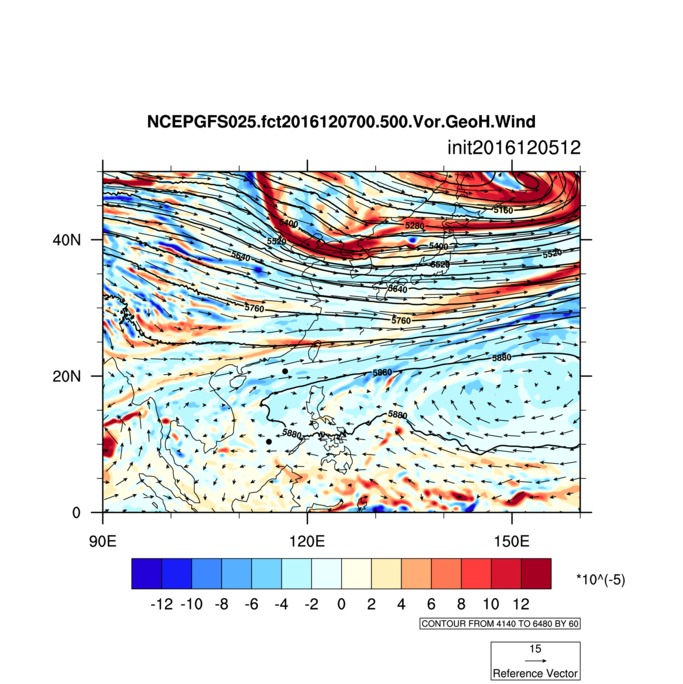 NCEPGFS025.fct2016120700.500.Vor.GeoH.Wind
init2016120512
5160
5400
5280
5520
5400
5640
5520
5520
5640
5760
5760
5880
5880
5880
5880
40N
20N
0
90E 120E 150E
-12 -10 -8 -6 -4 -2 0 2 4 6 8 10 12
*10^(-5)
CONTOUR FROM 4140 TO 6480 BY 60
15
Reference Vector